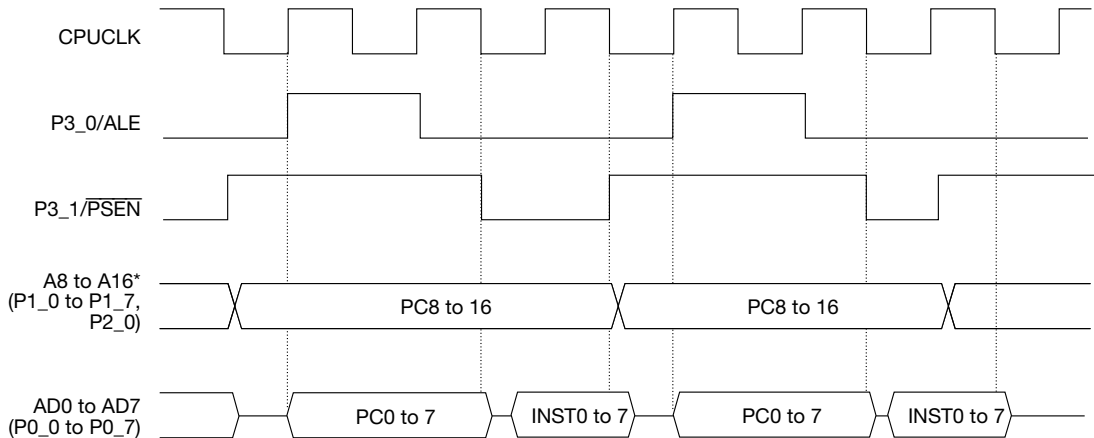 CPUCLK
P3_0/ALE
P3_1/PSEN
A8 to A16*
(P1_0 to P1_7,
P2_0)
PC8 to 16
PC8 to 16
AD0 to AD7
(P0_0 to P0_7)
PC0 to 7
INST0 to 7
PC0 to 7
INST0 to 7